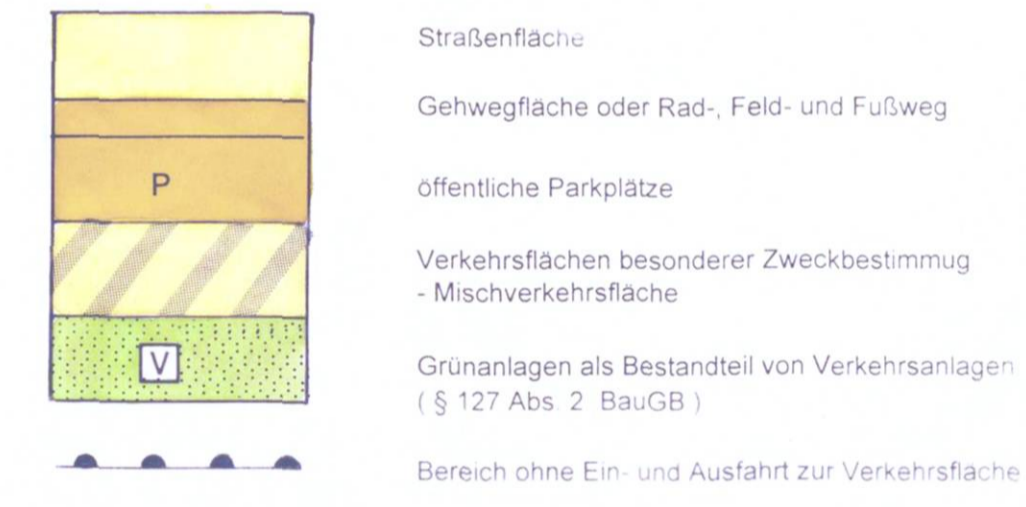 Straßenfläche
Gehwegfläche oder Rad-, Feld- und Fußweg
P
öffentliche Parkplätze
Verkehrsflächen besonderer Zweckbestimmug
- Mischverkehrsfläche
V
Grünanlagen als Bestandteil von Verkehrsanlagen
( § 127 Abs. 2 BauGB )
Bereich ohne Ein- und Ausfahrt zur Verkehrsfläche